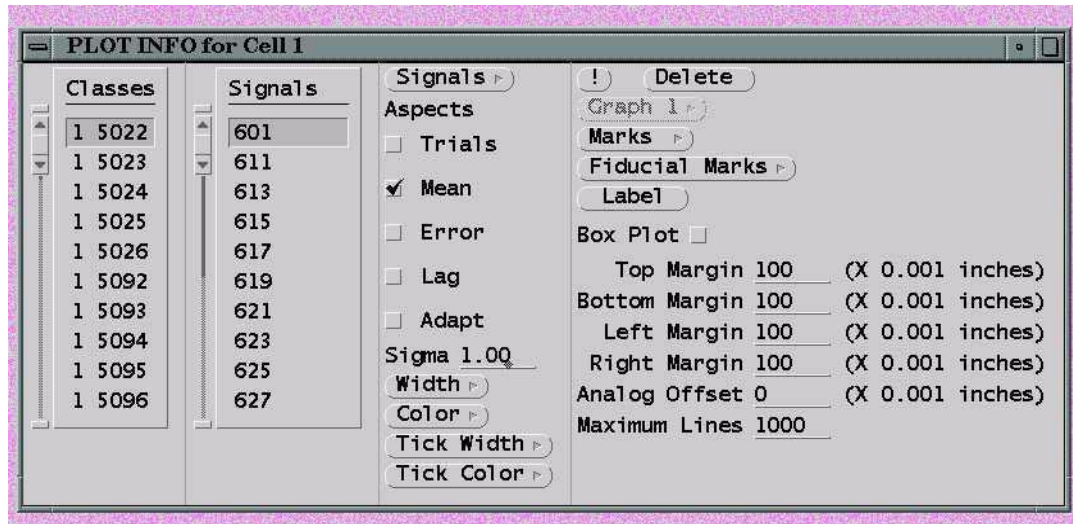 PLOT INFO for Cell 1
Classes
1 5022
1 5023
1 5024
1 5025
1 5026
1 5092
1 5093
1 5094
1 5095
1 5096
Signals
601
611
613
615
617
619
621
623
625
627
Signals
Aspects
Trials
Mean
Error
Lag
Adapt
Sigma 1.00
Width
Color
Tick Width
Tick Color
! Delete
Graph 1
Marks
Fiducial Marks
Label
Box Plot
Top Margin 100 (X 0.001 inches)
Bottom Margin 100 (X 0.001 inches)
Left Margin 100 (X 0.001 inches)
Right Margin 100 (X 0.001 inches)
Analog Offset 0 (X 0.001 inches)
Maximum Lines 1000